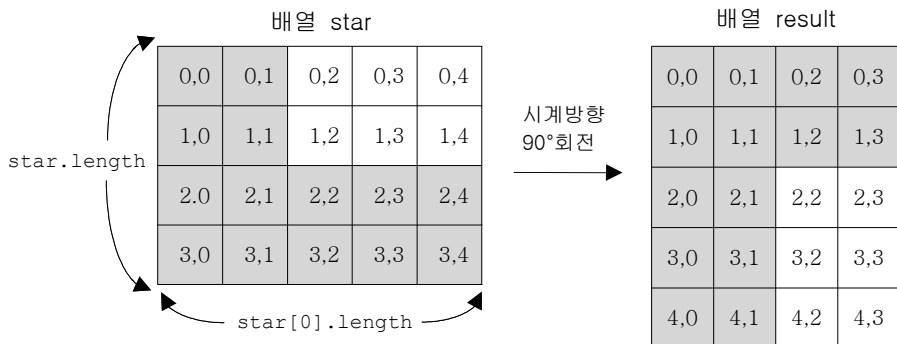 배열 star
0,0 0,1 0,2 0,3 0,4
1,0 1,1 1,2 1,3 1,4
2.0 2,1 2,2 2,3 2,4
3,0 3,1 3,2 3,3 3,4
star.length
star[0].length
시계방향
90°회전
배열 result
0,0 0,1 0,2 0,3
1,0 1,1 1,2 1,3
2,0 2,1 2,2 2,3
3,0 3,1 3,2 3,3
4,0 4,1 4,2 4,3